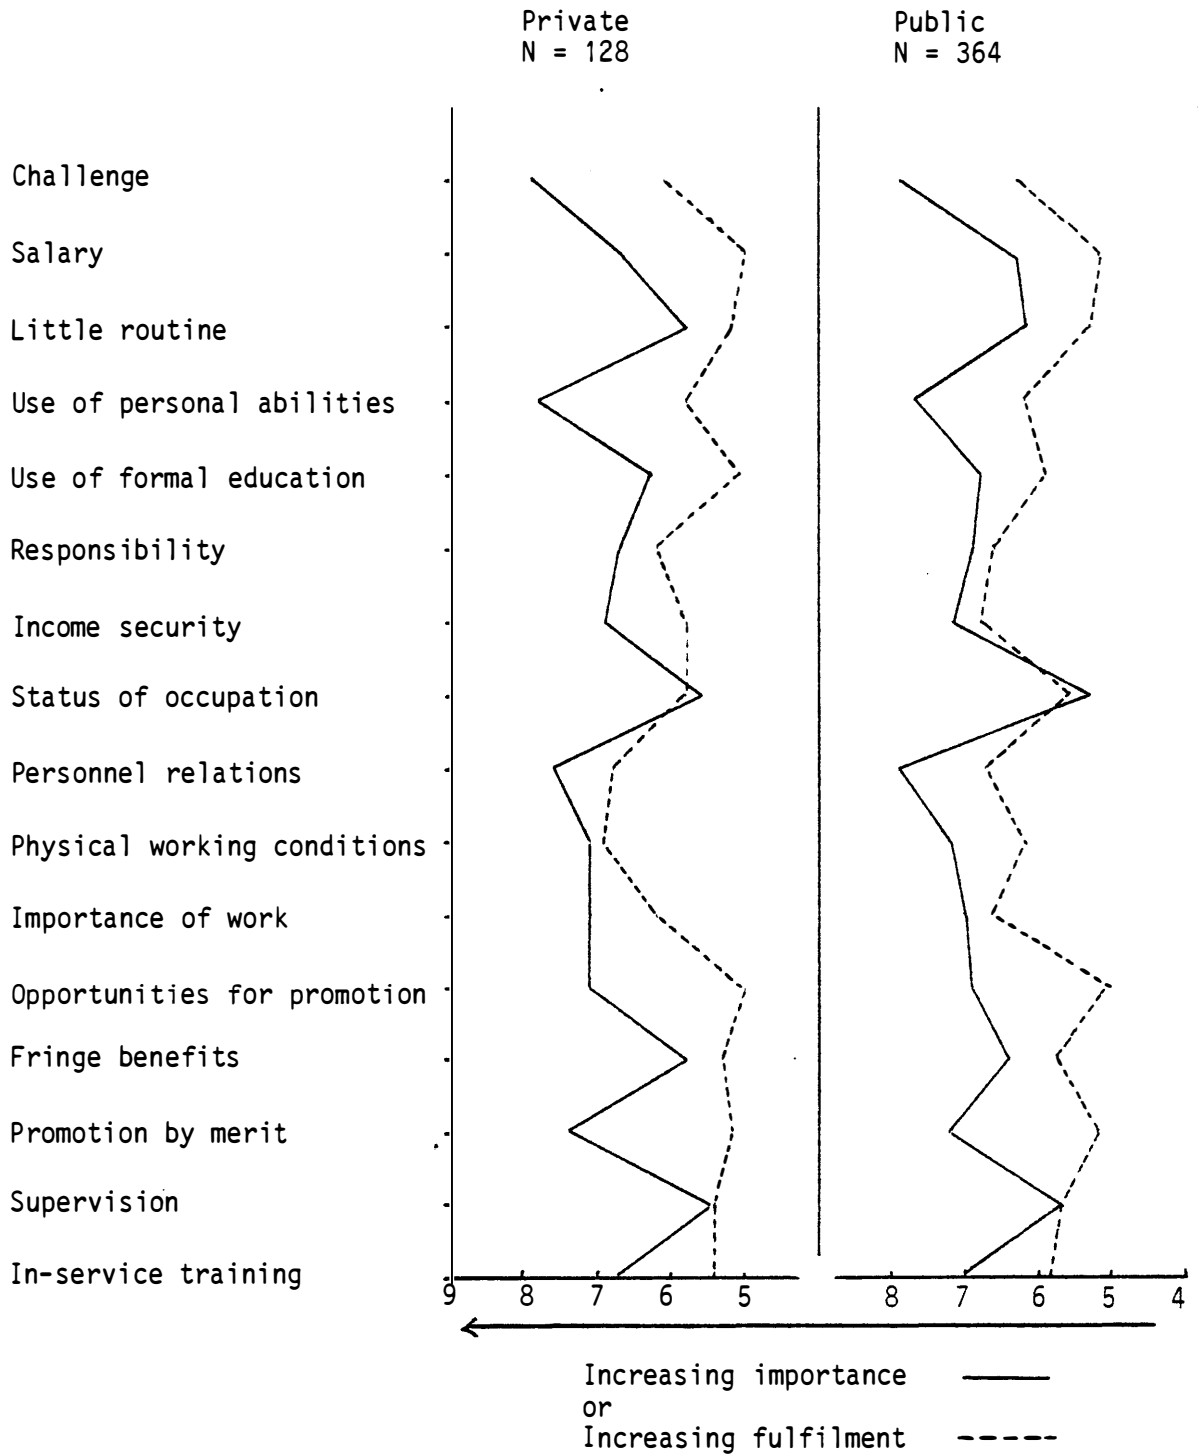 Private
N = 128
Public
N = 364
Challenge
Salary
Little routine
Use of personal abilities
Use of formal education
Responsibility
Income security
Status of occupation
Personnel relations
Physical working conditions
Importance of work
Opportunities for promotion
Fringe benefits
Promotion by merit
Supervision
In-service training
9 8 7 6 5 8 7 6 5 4
Increasing importance
or
Increasing fulfilment